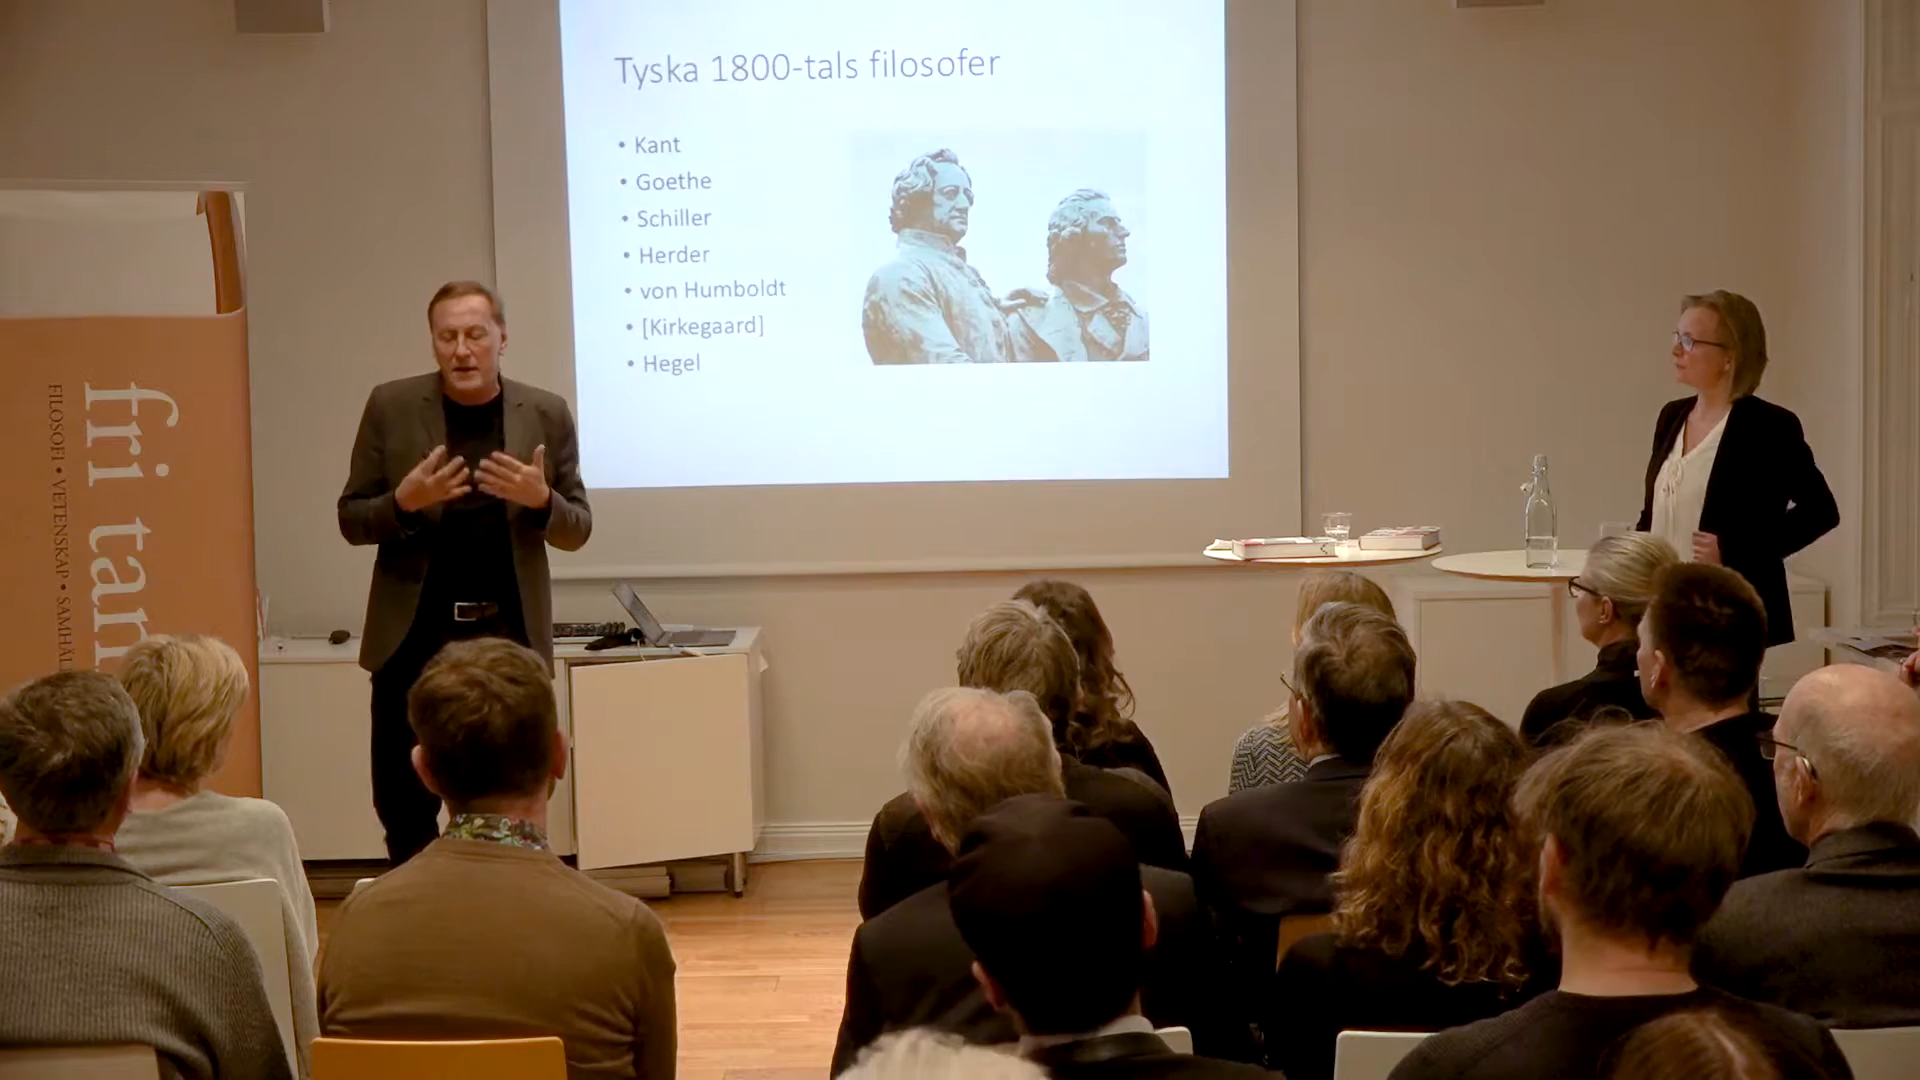 Tyska 1800-tals filosofer
• Kant
• Goethe
• Schiller
• Herder
• von Humboldt
• [Kirkegaard]
• Hegel
fri tan
FILOSOFI • VETENSKAP • SAMHÄL